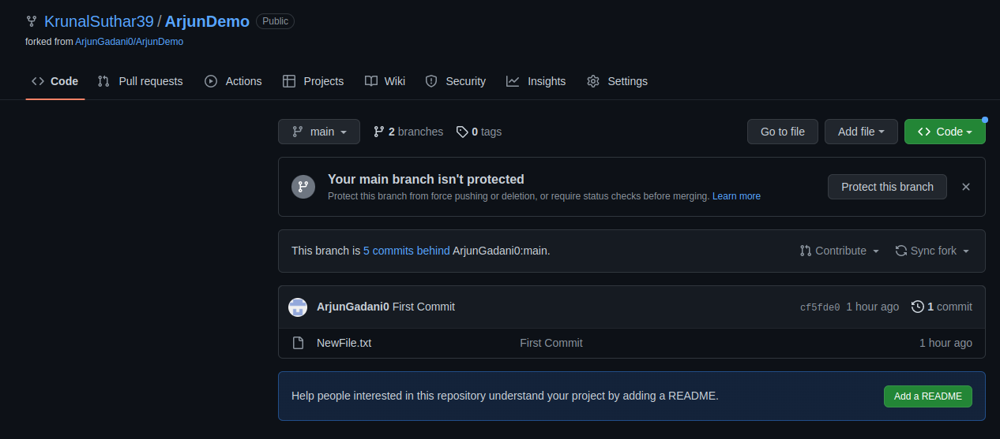 KrunalSuthar39 / ArjunDemo Public
forked from ArjunGadani0/ArjunDemo
Code Pull requests Actions Projects Wiki Security Insights Settings
main 2 branches 0 tags Go to file Add file Code
Your main branch isn't protected
Protect this branch from force pushing or deletion, or require status checks before merging. Learn more
Protect this branch
This branch is 5 commits behind ArjunGadani0:main. Contribute Sync fork
ArjunGadani0 First Commit cf5fde0 1 hour ago 1 commit
NewFile.txt First Commit 1 hour ago
Help people interested in this repository understand your project by adding a README. Add a README